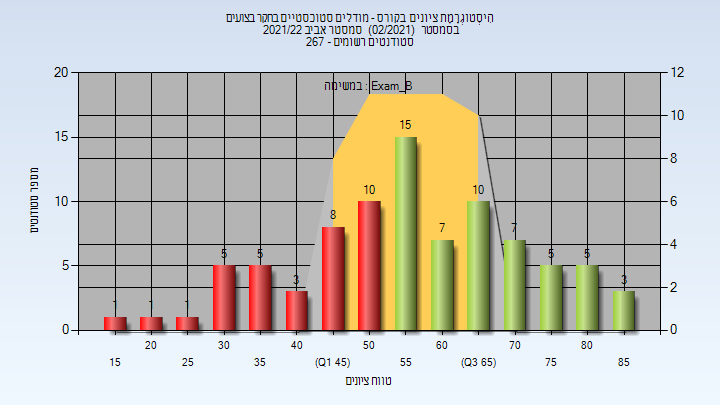 הִיסְטוֹגְרָמַת ציונים בקורס - מודלים סטוכסטיים בחקר בצועים
בסמסטר (02/2021) סמסטר אביב 2021/22
סטודנטים רשומים - 267
במשימה : Exam_B
מספר סטודנטים
20 15 10 5 0
12 10 8 6 4 2 0
1 1 1 5 5 3 8 10 15 7 10 7 5 5 3
20 30 40 50 60 70 80
15 25 35 (Q1 45) 55 (Q3 65) 75 85
טווח ציונים